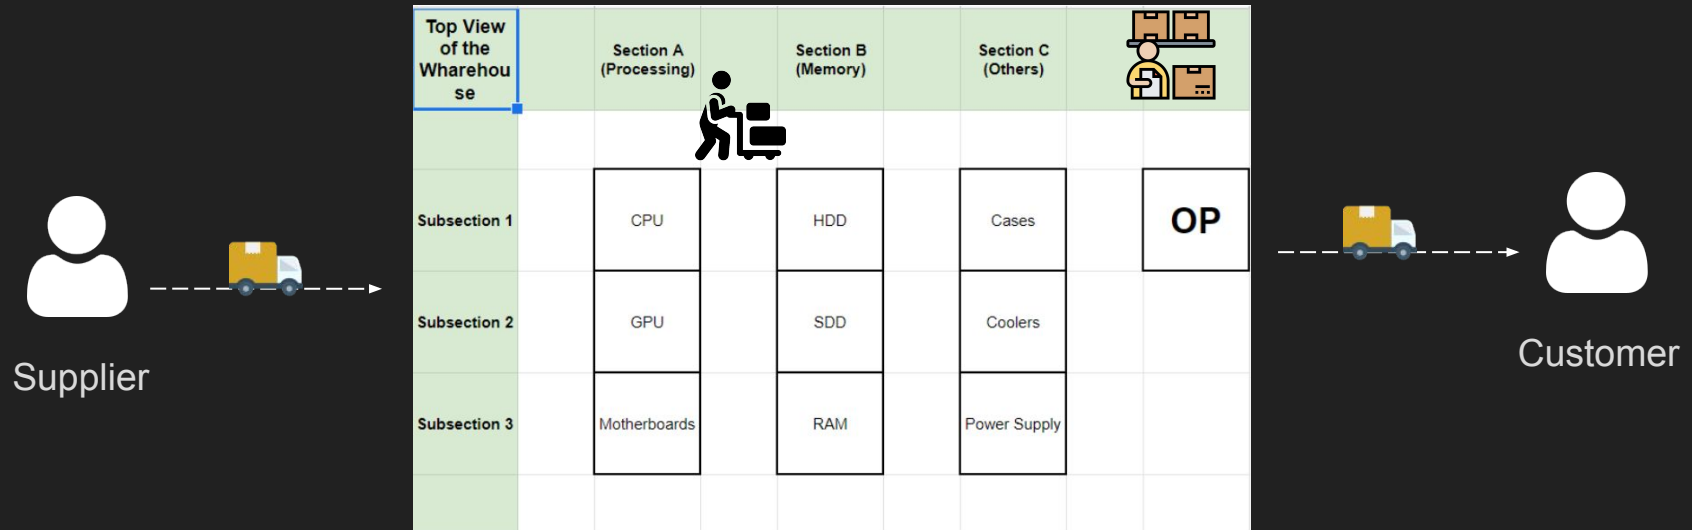 Top View
of the
Wharehou
se
Section A
(Processing)
Section B
(Memory)
Section C
(Others)
Subsection 1
CPU
HDD
Cases
OP
Subsection 2
GPU
SDD
Coolers
Subsection 3
Motherboards
RAM
Power Supply
Supplier
Customer